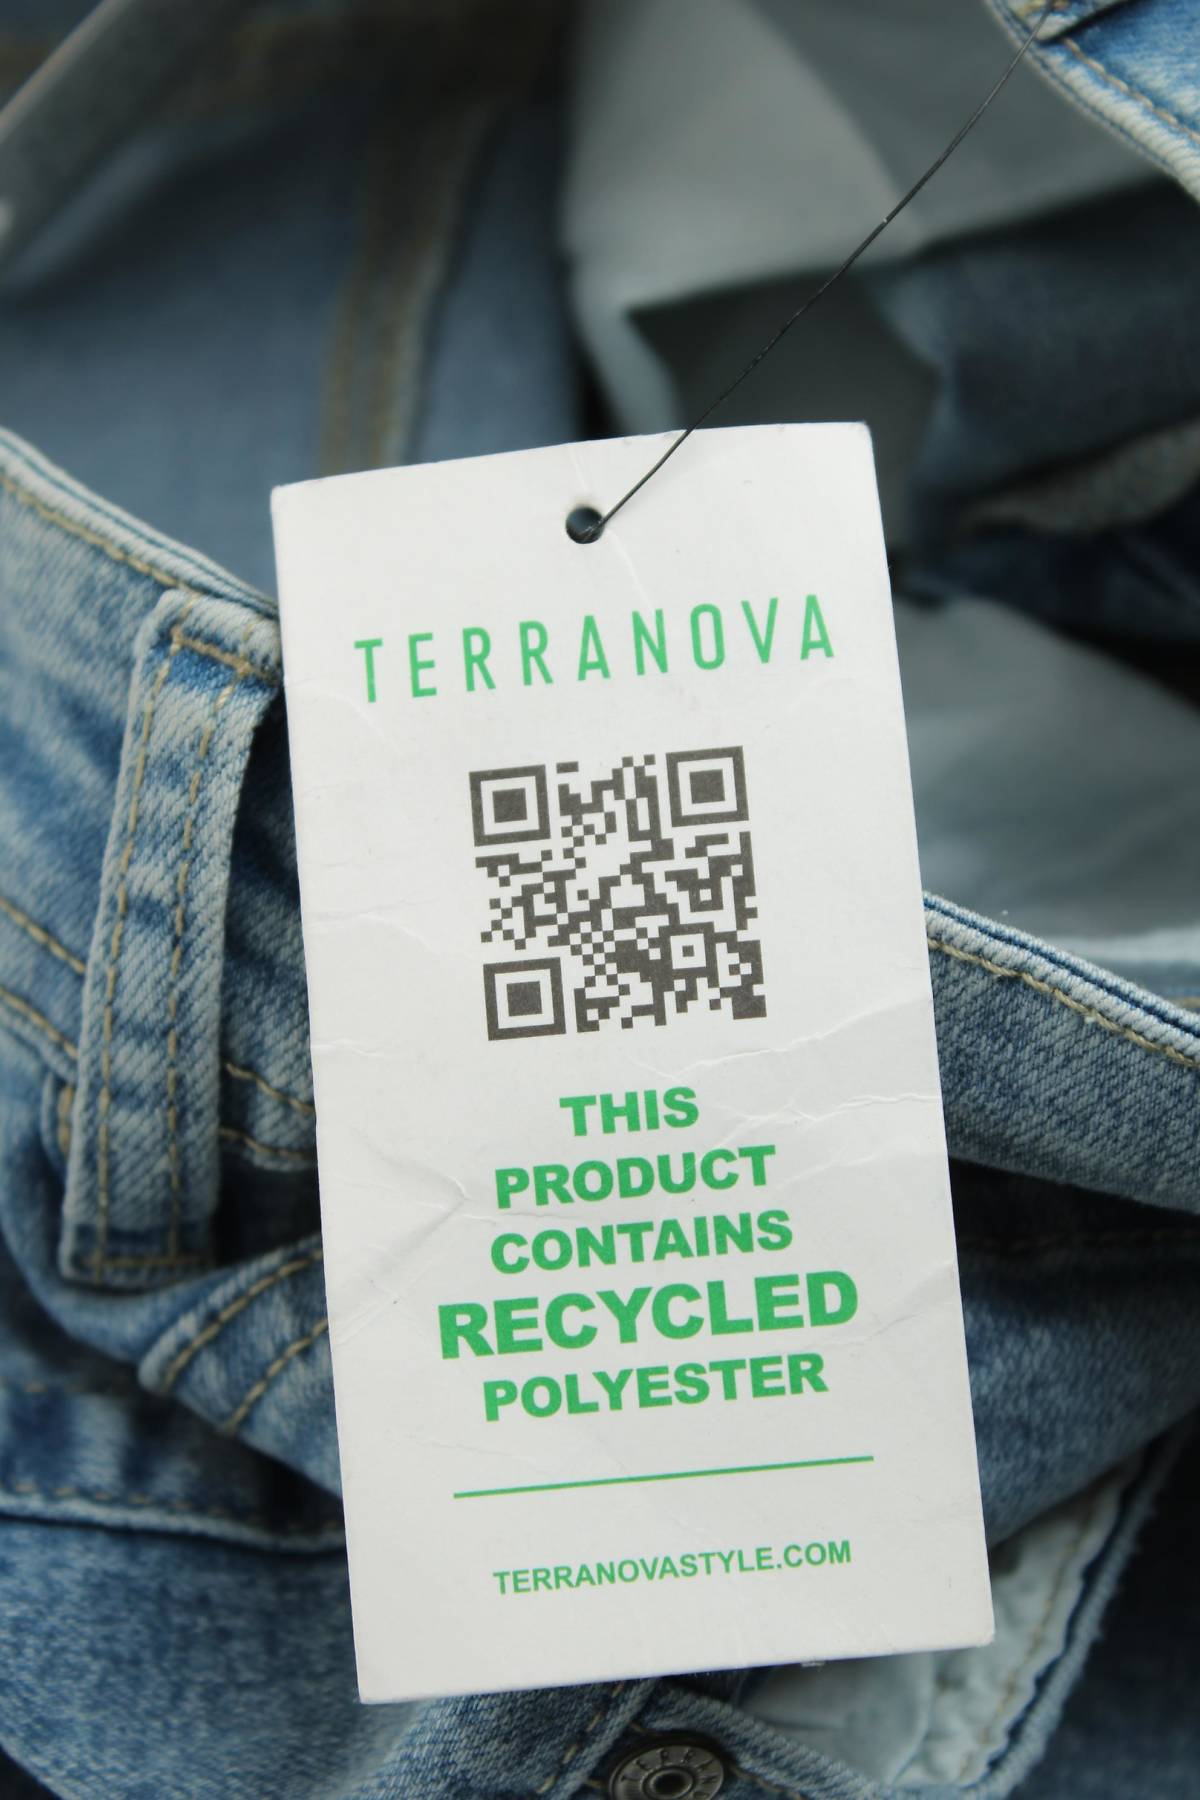 TERRANOVA
THIS
PRODUCT
CONTAINS
RECYCLED
POLYESTER
TERRANOVASTYLE.COM